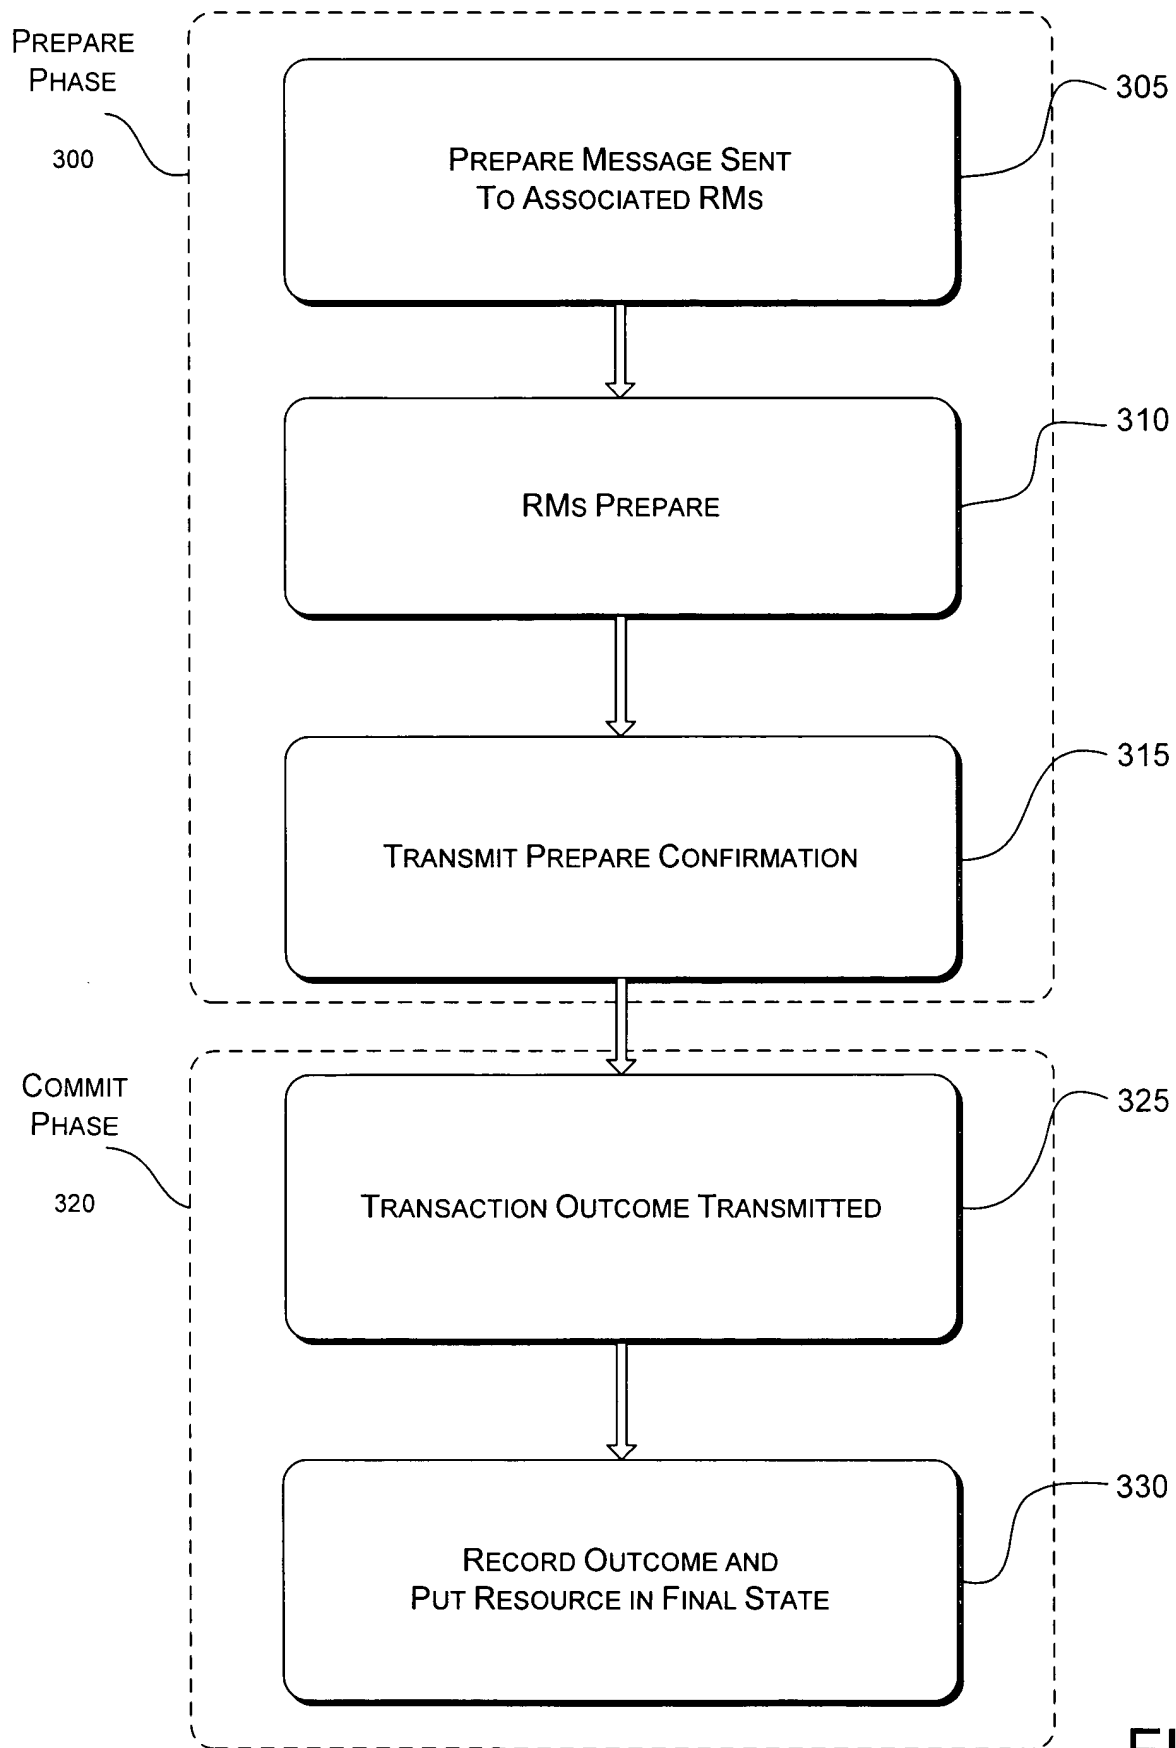 PREPARE
PHASE
300
305
PREPARE MESSAGE SENT
TO ASSOCIATED RMS
310
RMS PREPARE
315
TRANSMIT PREPARE CONFIRMATION
COMMIT
PHASE
320
325
TRANSACTION OUTCOME TRANSMITTED
330
RECORD OUTCOME AND
PUT RESOURCE IN FINAL STATE